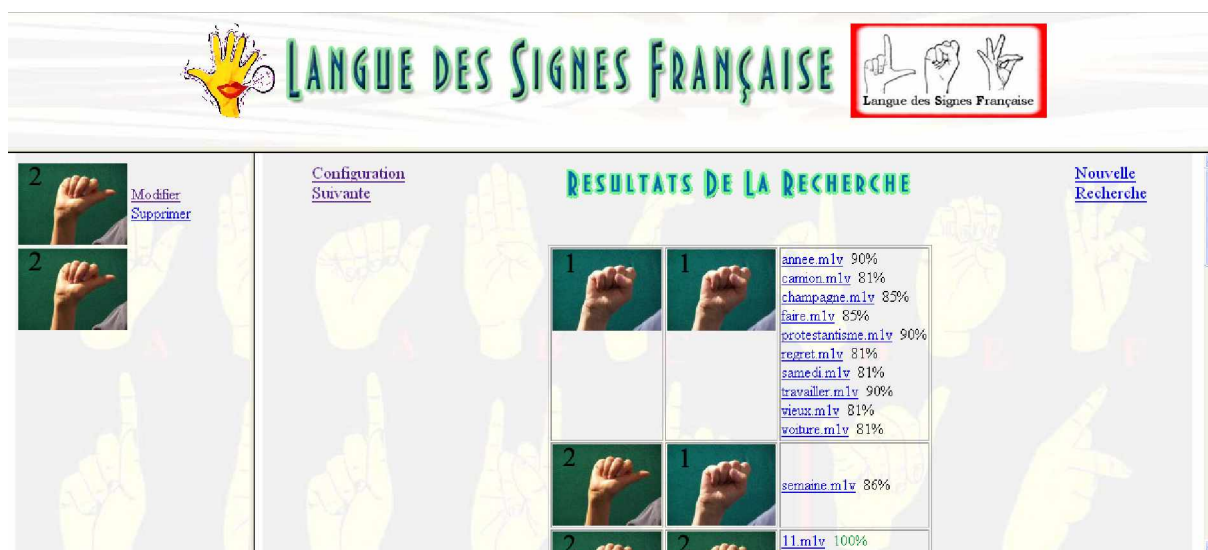 LANGUE DES SIGNES FRANÇAISE
Langue des Signes Française
2
Modifier
Supprimer
2
Configuration
Suivante
RESULTATS DE LA RECHERCHE
Nouvelle
Recherche
1
1
annee.m1v 90%
camion.m1v 81%
champagne.m1v 85%
faire.m1v 85%
protestantisme.m1v 90%
regret.m1v 81%
samedi.m1v 81%
travailler.m1v 90%
vieux.m1v 81%
voiture.m1v 81%
2
1
semaine.m1v 86%
2
2
11.m1v 100%
A
B
E
F